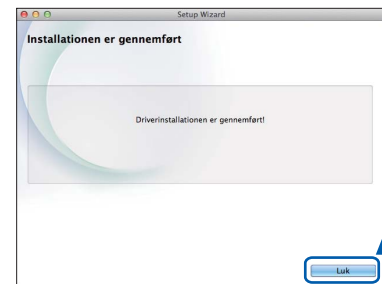 Setup Wizard
Installationen er gennemført
Driverinstallationen er gennemført!
Luk